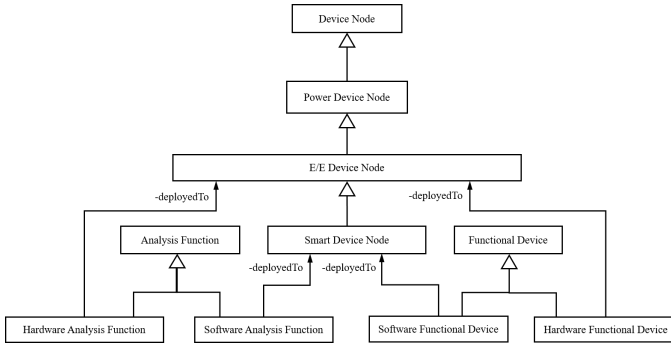 Device Node
Power Device Node
E/E Device Node
-deployedTo
-deployedTo
Analysis Function
Smart Device Node
Functional Device
-deployedTo
-deployedTo
Hardware Analysis Function
Software Analysis Function
Software Functional Device
Hardware Functional Device